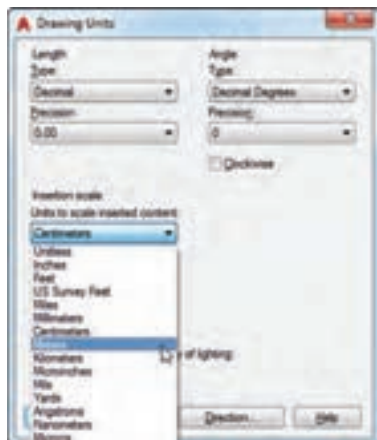 Drawing Units
Length
Type:
Decimal
Precision:
0.00
Angle
Type:
Decimal Degrees
Precision:
0
Clockwise
Insertion scale
Units to scale inserted content:
Centimeters
Unitless
Inches
Feet
US Survey Feet
Miles
Millimeters
Centimeters
Meters
Kilometers
Microinches
Mils
Yards
Angstroms
Nanometers
Microns
of lighting:
Direction...
Help